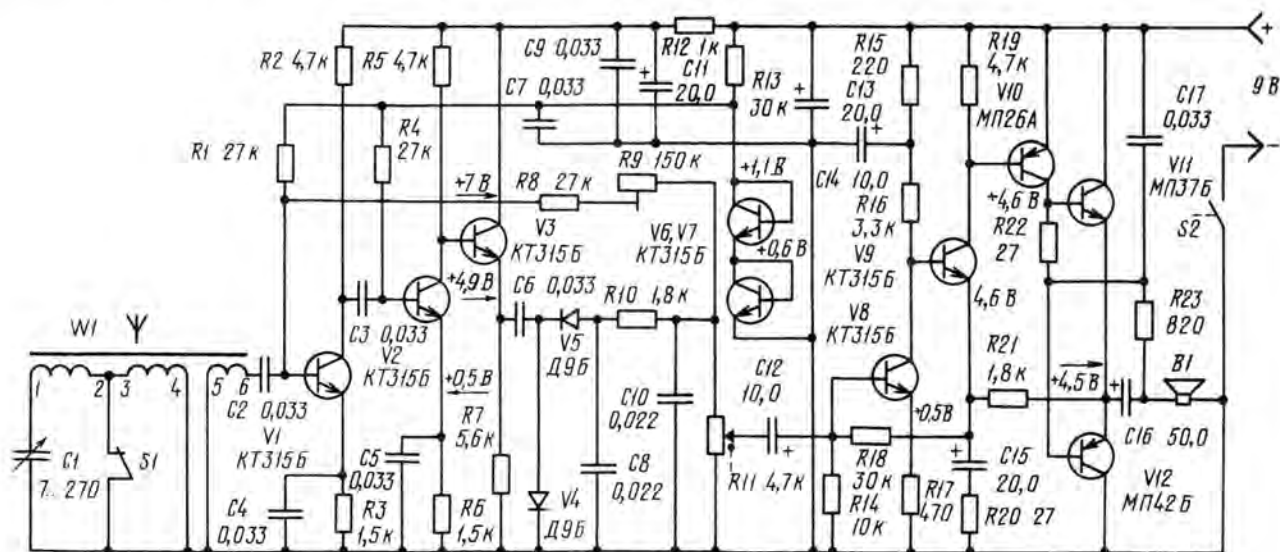 R2 4,7к
R5 4,7к
C9 0,033
R12 1к
C11
20,0
R13
30к
R15
220
C13
20,0
R19
4,7к
V10
МП26А
C17
0,033
+
9 В
-
C7 0,033
R1 27к
R4
27к
R9 150к
R8 27к
+7 В
V3
КТ315Б
V6, V7
КТ315Б
+1,1В
+0,6В
C14
10,0
R16
3,3к
V9
КТ315Б
+4,6 В
R22
27
V11
МП37Б
S2
+4,9В
C6 0,033
R10 1,8к
V5
Д9Б
V8
КТ315Б
4,6 В
R23
820
W1
1
2
3
4
5
6
C3 0,033
V2
КТ315Б
+0,5В
R7
5,6к
C10
0,022
C12
10,0
R21
1,8к
+4,5В
B1
C2 0,033
V1
КТ315Б
C1
7...270
S1
C4
0,033
R3
1,5к
C5
0,033
R6
1,5к
V4
Д9Б
C8
0,022
R11 4,7к
R18
30к
R14
10к
+0,5В
R17
470
C15
20,0
R20 27
C16 50,0
V12
МП42Б